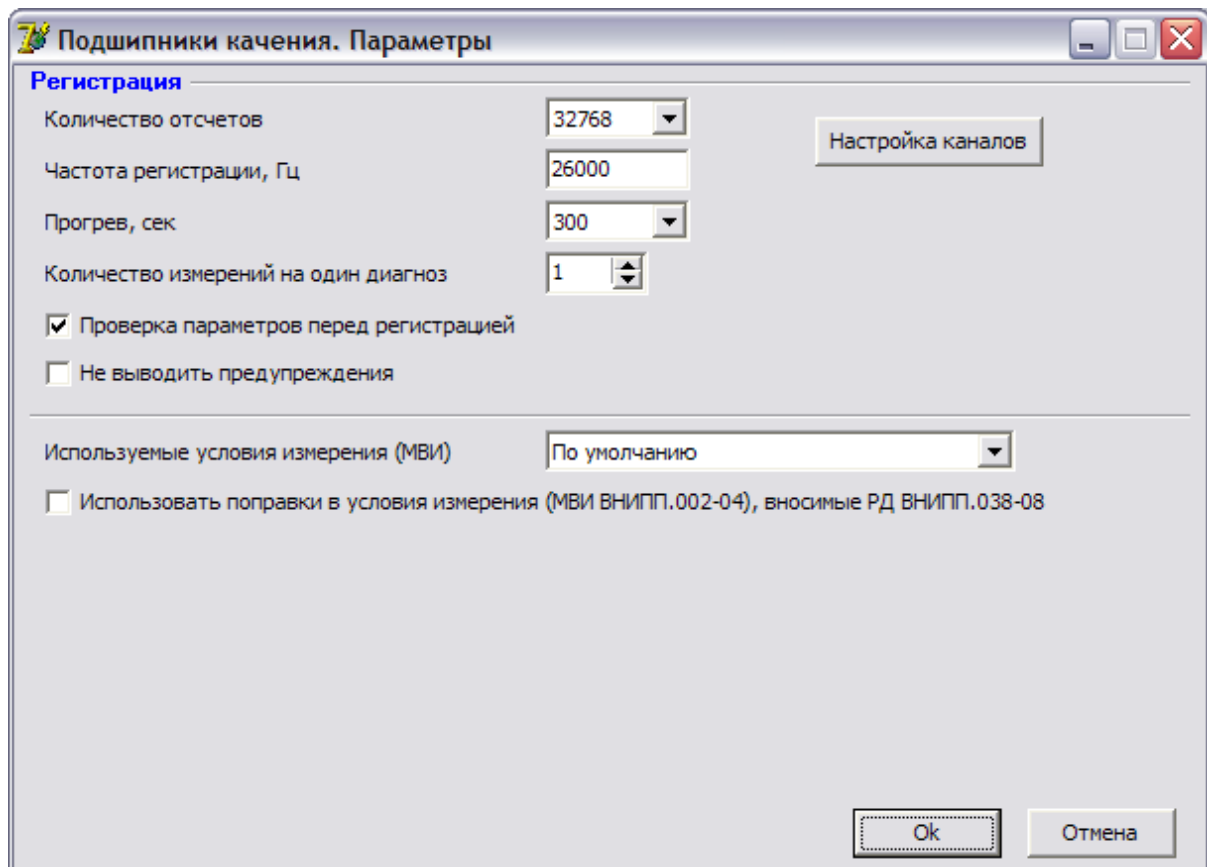 Подшипники качения. Параметры
Регистрация
Количество отсчетов 32768 Настройка каналов
Частота регистрации, Гц 26000
Прогрев, сек 300
Количество измерений на один диагноз 1
Проверка параметров перед регистрацией
Не выводить предупреждения
Используемые условия измерения (МВИ) По умолчанию
Использовать поправки в условия измерения (МВИ ВНИПП.002-04), вносимые РД ВНИПП.038-08
Ok Отмена